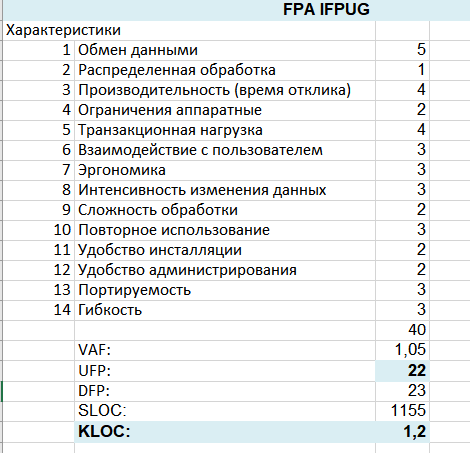 FPA IFPUG
Характеристики
1 Обмен данными 5
2 Распределенная обработка 1
3 Производительность (время отклика) 4
4 Ограничения аппаратные 2
5 Транзакционная нагрузка 4
6 Взаимодействие с пользователем 3
7 Эргономика 3
8 Интенсивность изменения данных 3
9 Сложность обработки 2
10 Повторное использование 3
11 Удобство инсталляции 2
12 Удобство администрирования 2
13 Портируемость 3
14 Гибкость 3
40
VAF: 1,05
UFP: 22
DFP: 23
SLOC: 1155
KLOC: 1,2